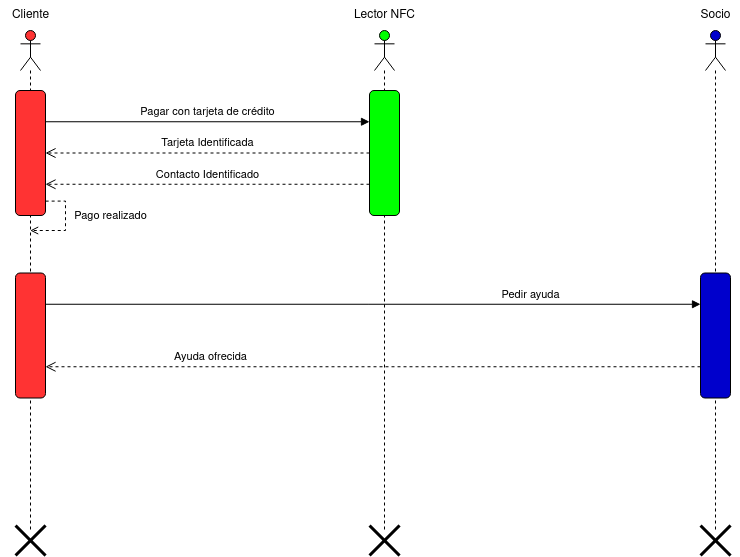 Cliente
Lector NFC
Socio
Pagar con tarjeta de crédito
Tarjeta Identificada
Contacto Identificado
Pago realizado
Pedir ayuda
Ayuda ofrecida